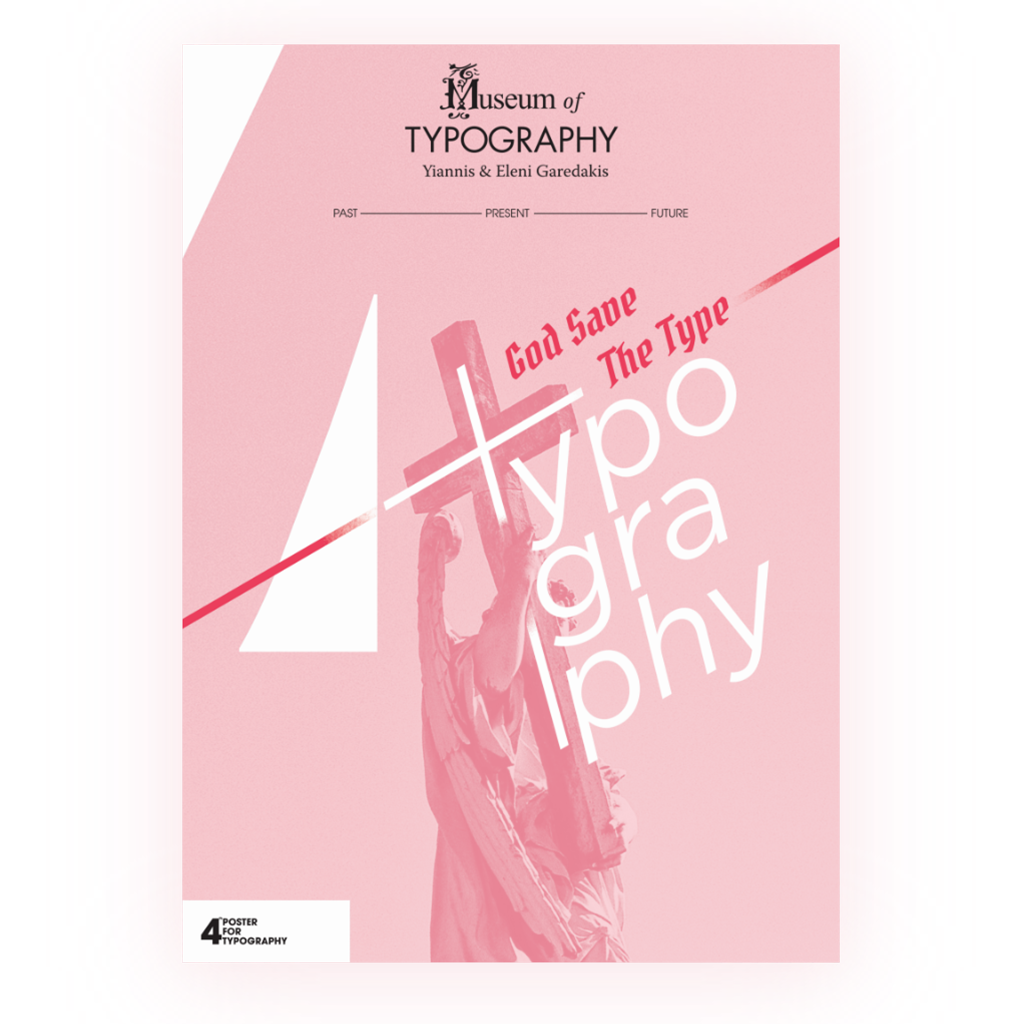 Museum of
TYPOGRAPHY
Yiannis & Eleni Garedakis
PAST PRESENT FUTURE
God Save
The Type
4
typo
gra
phy
4 POSTER
FOR
TYPOGRAPHY